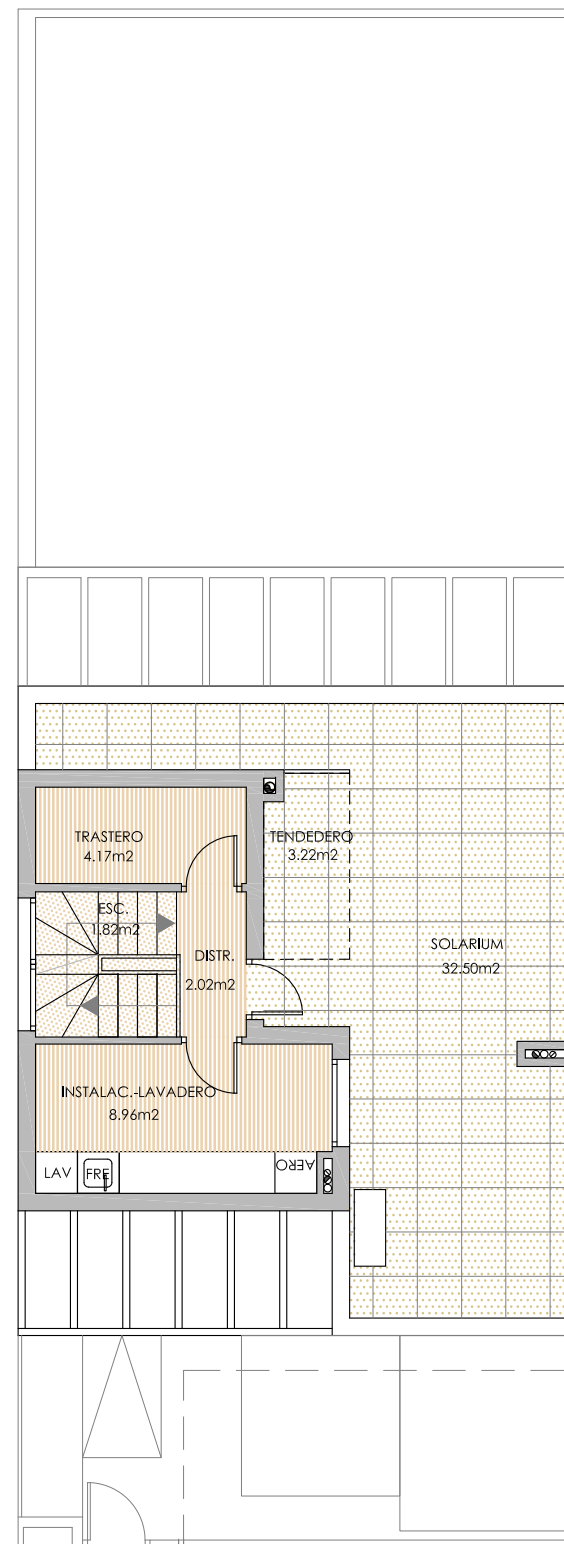 TRASTERO
4.17m2
TENDEDERO
3.22m2
ESC.
1.82m2
DISTR.
2.02m2
SOLARIUM
32.50m2
INSTALAC.-LAVADERO
8.96m2
LAV
FRE
AERO